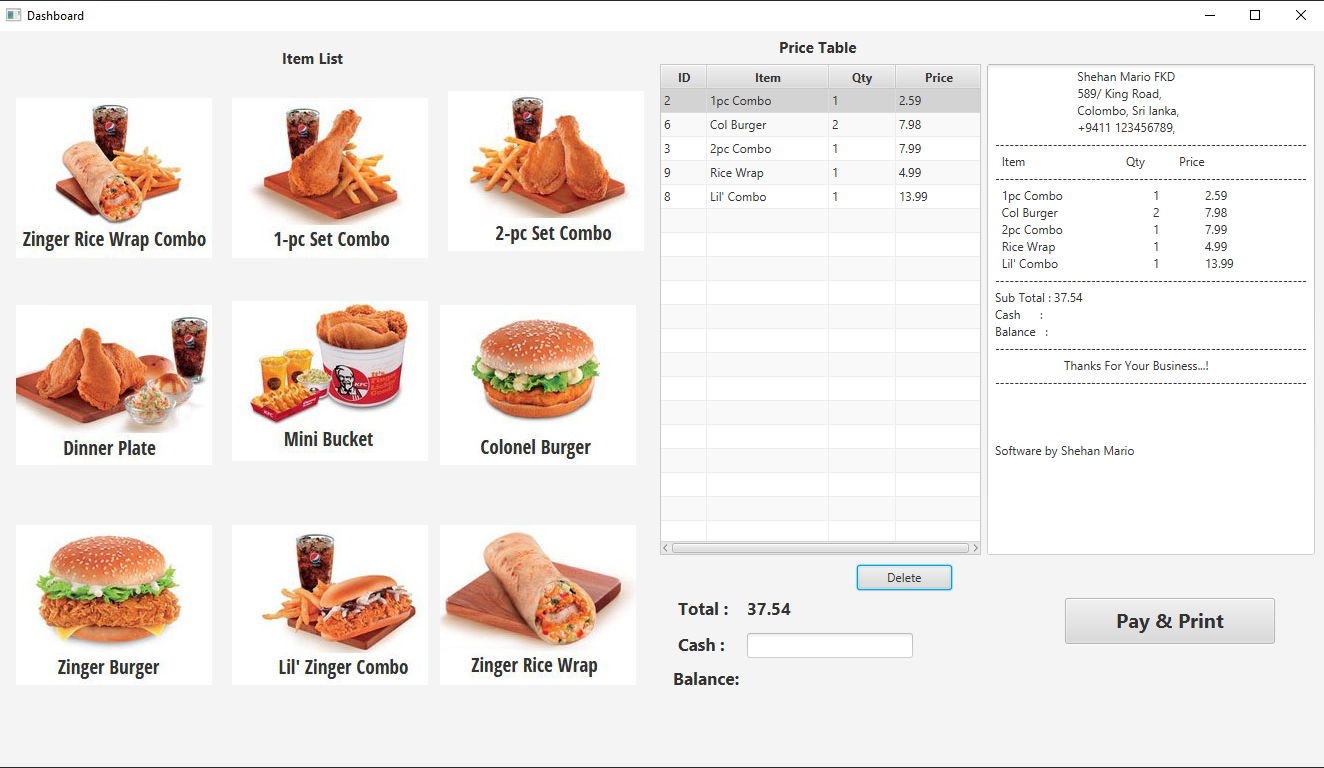 Dashboard
Item List
Zinger Rice Wrap Combo
1-pc Set Combo
2-pc Set Combo
Dinner Plate
Mini Bucket
Colonel Burger
Zinger Burger
Lil' Zinger Combo
Zinger Rice Wrap
Price Table
ID Item Qty Price
2 1pc Combo 1 2.59
6 Col Burger 2 7.98
3 2pc Combo 1 7.99
9 Rice Wrap 1 4.99
8 Lil' Combo 1 13.99
Delete
Total : 37.54
Cash :
Balance:
Shehan Mario FKD
589/ King Road,
Colombo, Sri lanka,
+9411 123456789,
Item Qty Price
1pc Combo 1 2.59
Col Burger 2 7.98
2pc Combo 1 7.99
Rice Wrap 1 4.99
Lil' Combo 1 13.99
Sub Total : 37.54
Cash :
Balance :
Thanks For Your Business...!
Software by Shehan Mario
Pay & Print